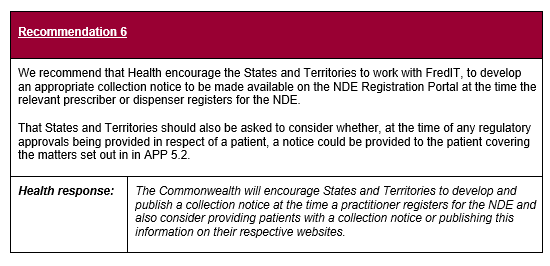 Recommendation 6
We recommend that Health encourage the States and Territories to work with FredIT, to develop
an appropriate collection notice to be made available on the NDE Registration Portal at the time the
relevant prescriber or dispenser registers for the NDE.
That States and Territories should also be asked to consider whether, at the time of any regulatory
approvals being provided in respect of a patient, a notice could be provided to the patient covering
the matters set out in in APP 5.2.
Health response:
The Commonwealth will encourage States and Territories to develop and
publish a collection notice at the time a practitioner registers for the NDE and
also consider providing patients with a collection notice or publishing this
information on their respective websites.